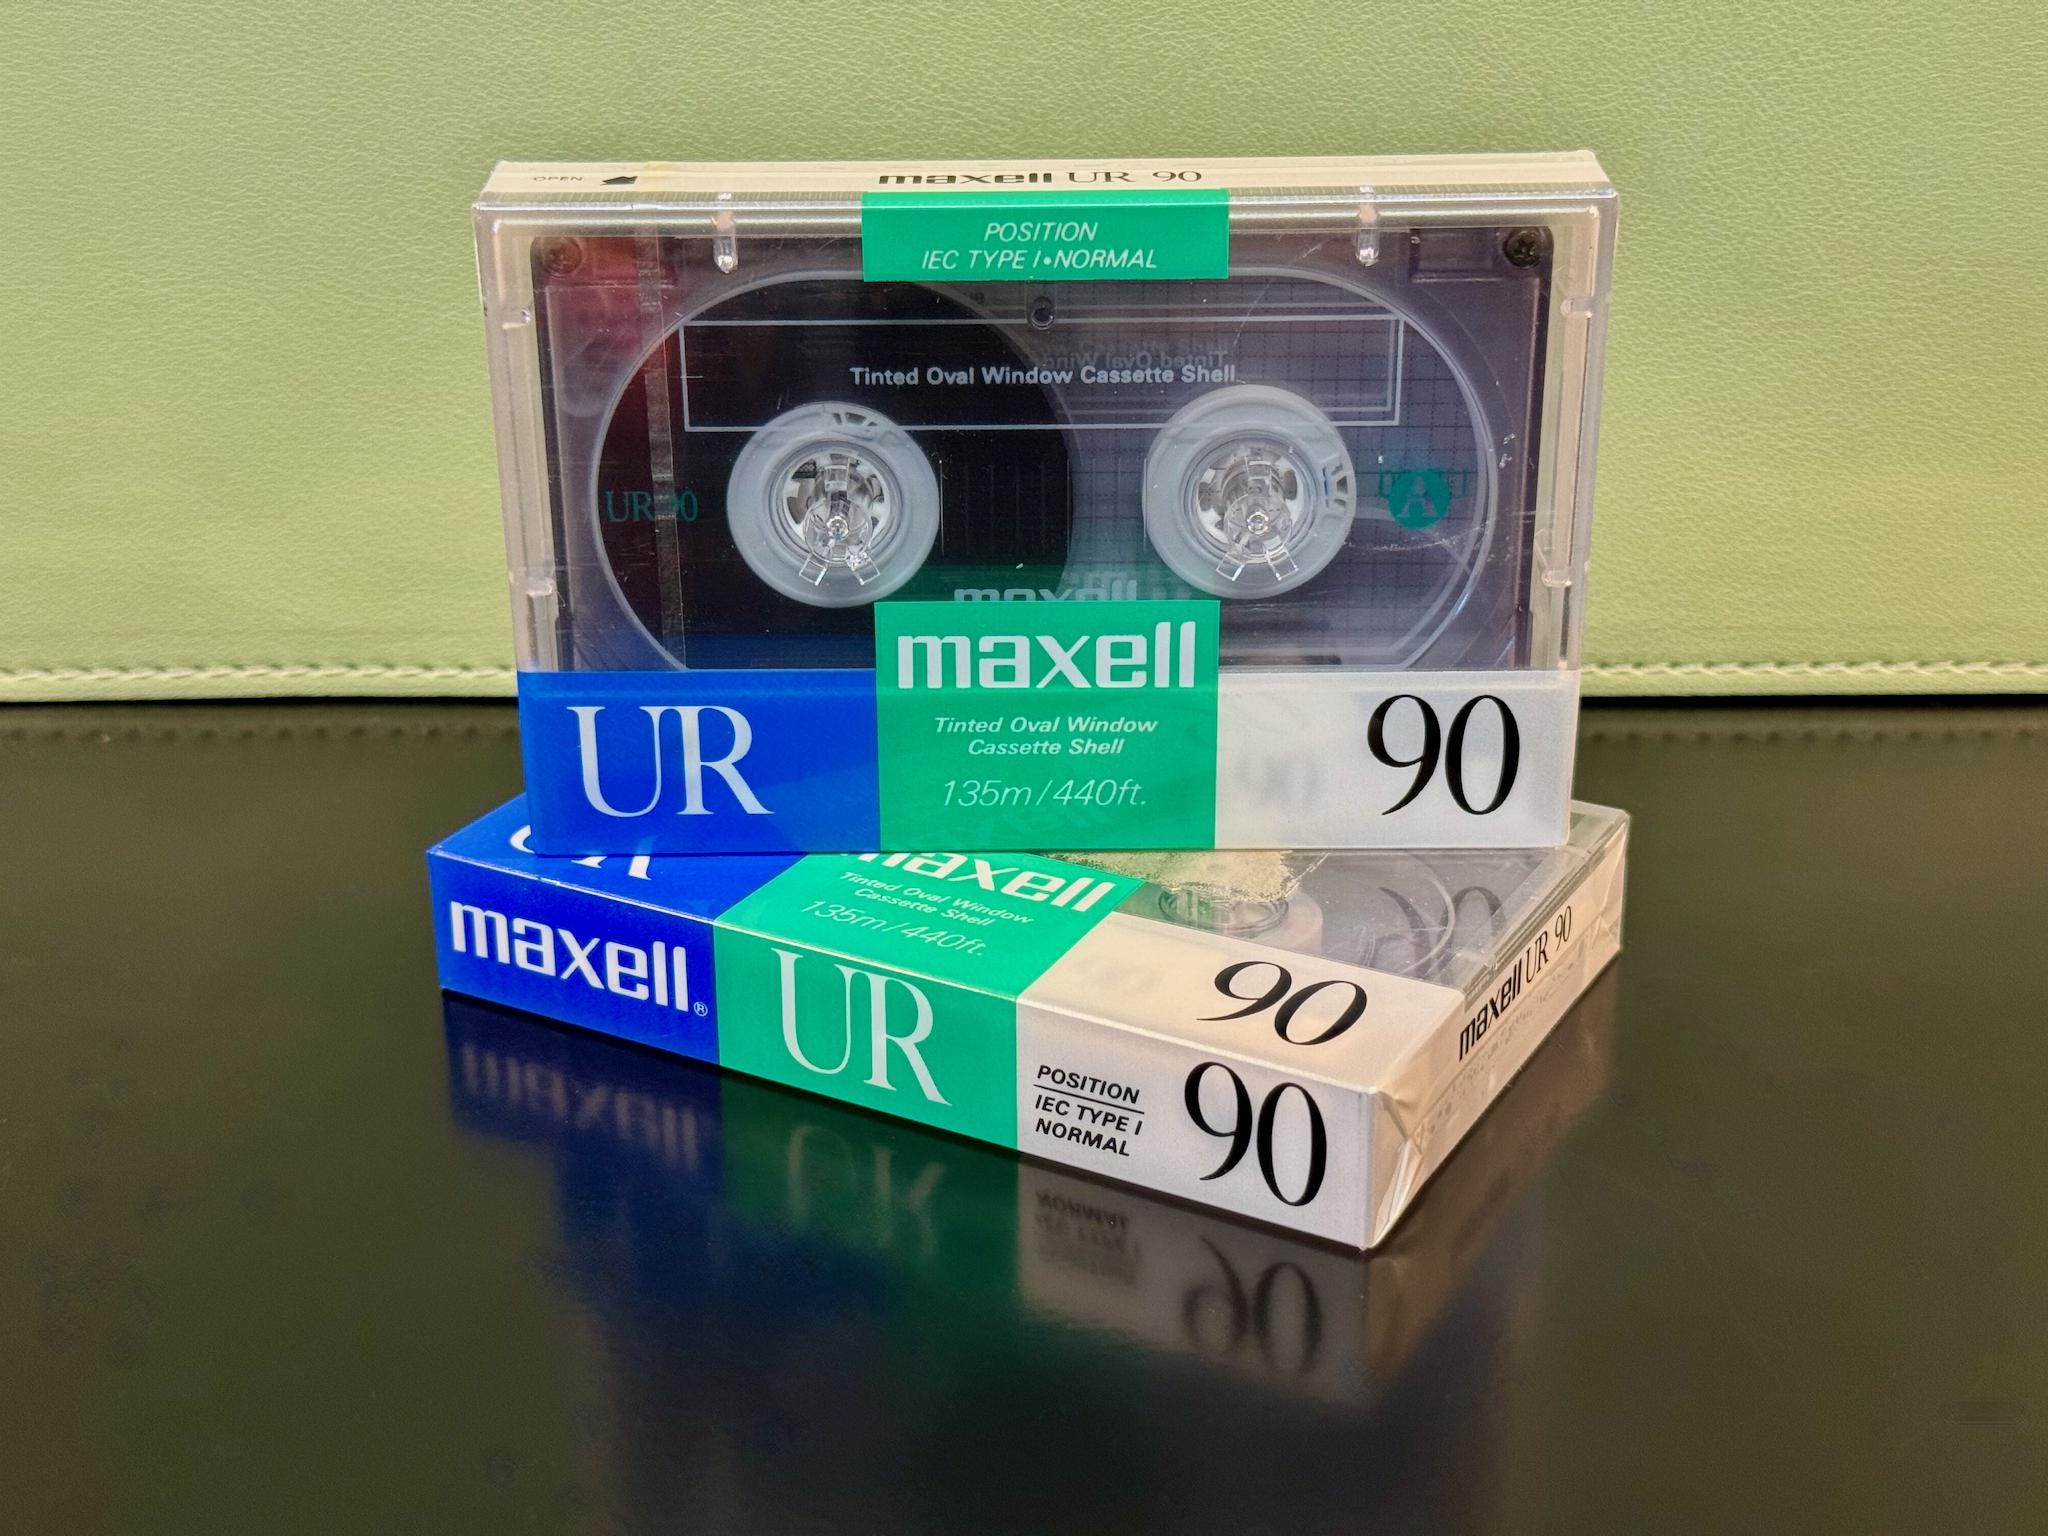 OPEN
maxell UR 90
POSITION
IEC TYPE I•NORMAL
Tinted Oval Window Cassette Shell
UR 90
A
maxell
Tinted Oval Window
Cassette Shell
135m/440ft.
UR
90
maxell
Tinted Oval Window
Cassette Shell
135m/440ft.
90
maxell®
UR
POSITION
IEC TYPE I
NORMAL
90
maxell UR 90